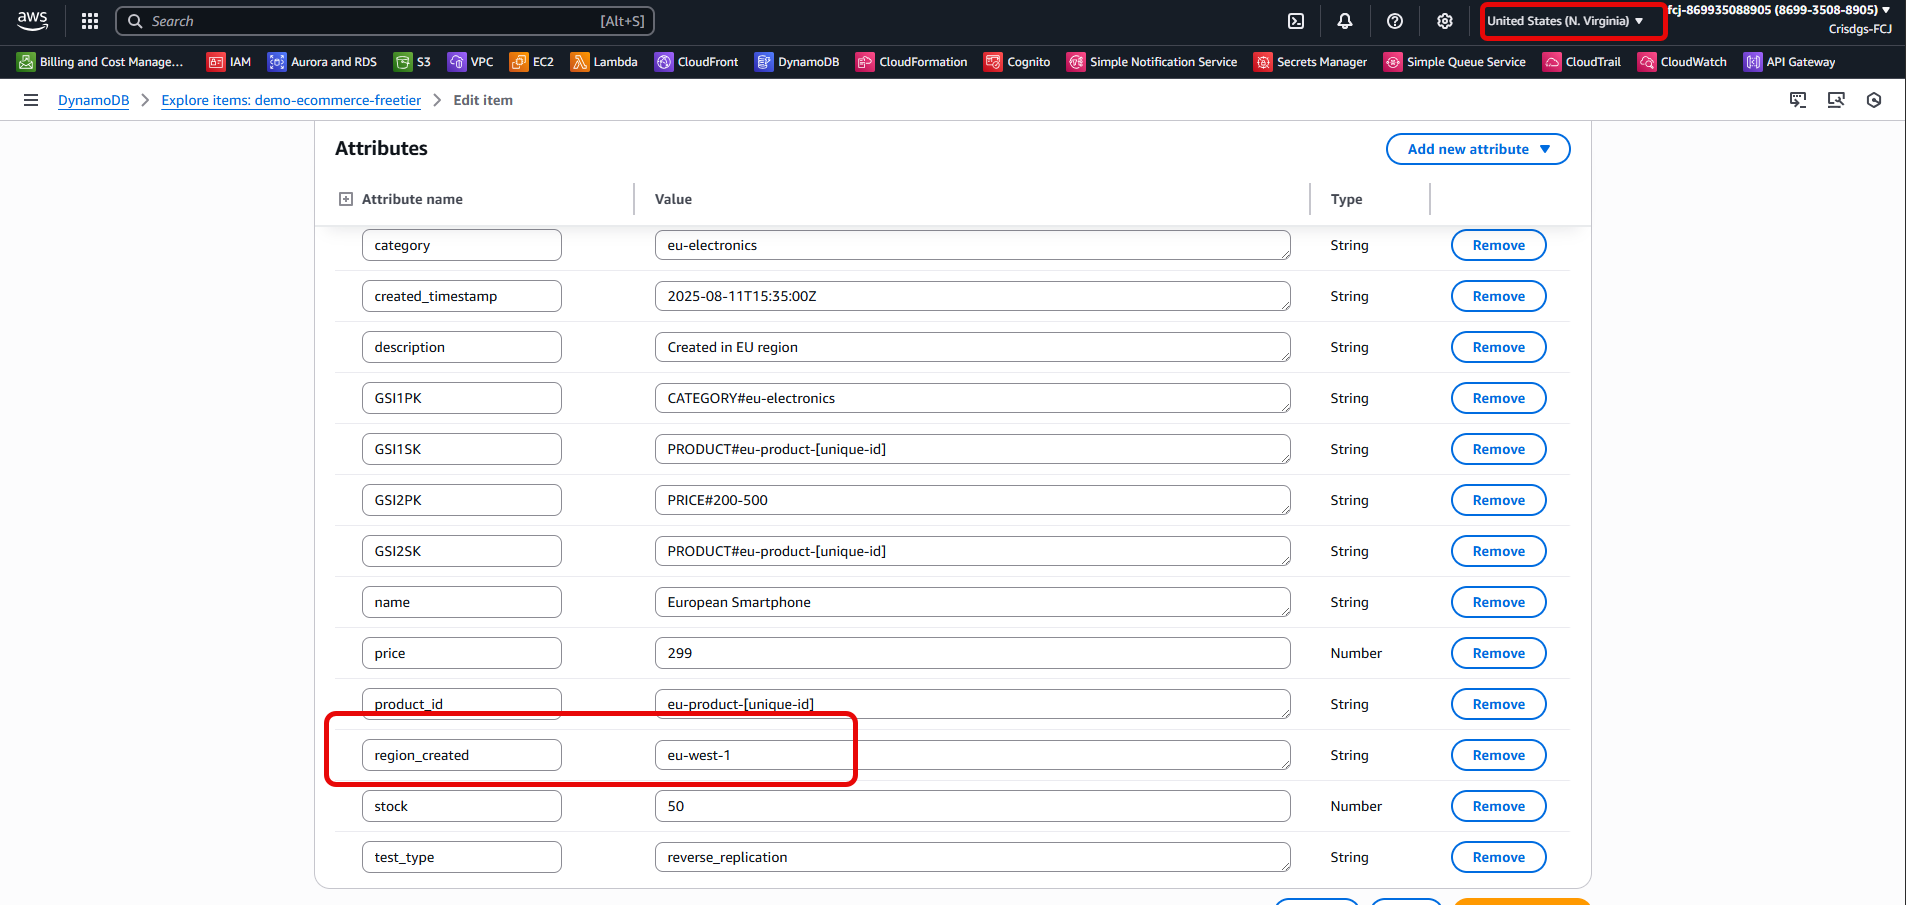 aws
Search [Alt+S]
United States (N. Virginia)
fcj-869935088905 (8699-3508-8905)
Crisdgs-FCJ
Billing and Cost Manage... IAM Aurora and RDS S3 VPC EC2 Lambda CloudFront DynamoDB CloudFormation Cognito Simple Notification Service Secrets Manager Simple Queue Service CloudTrail CloudWatch API Gateway
DynamoDB Explore items: demo-ecommerce-freetier Edit item
Attributes
Add new attribute
Attribute name Value Type
category eu-electronics String Remove
created_timestamp 2025-08-11T15:35:00Z String Remove
description Created in EU region String Remove
GSI1PK CATEGORY#eu-electronics String Remove
GSI1SK PRODUCT#eu-product-[unique-id] String Remove
GSI2PK PRICE#200-500 String Remove
GSI2SK PRODUCT#eu-product-[unique-id] String Remove
name European Smartphone String Remove
price 299 Number Remove
product_id eu-product-[unique-id] String Remove
region_created eu-west-1 String Remove
stock 50 Number Remove
test_type reverse_replication String Remove